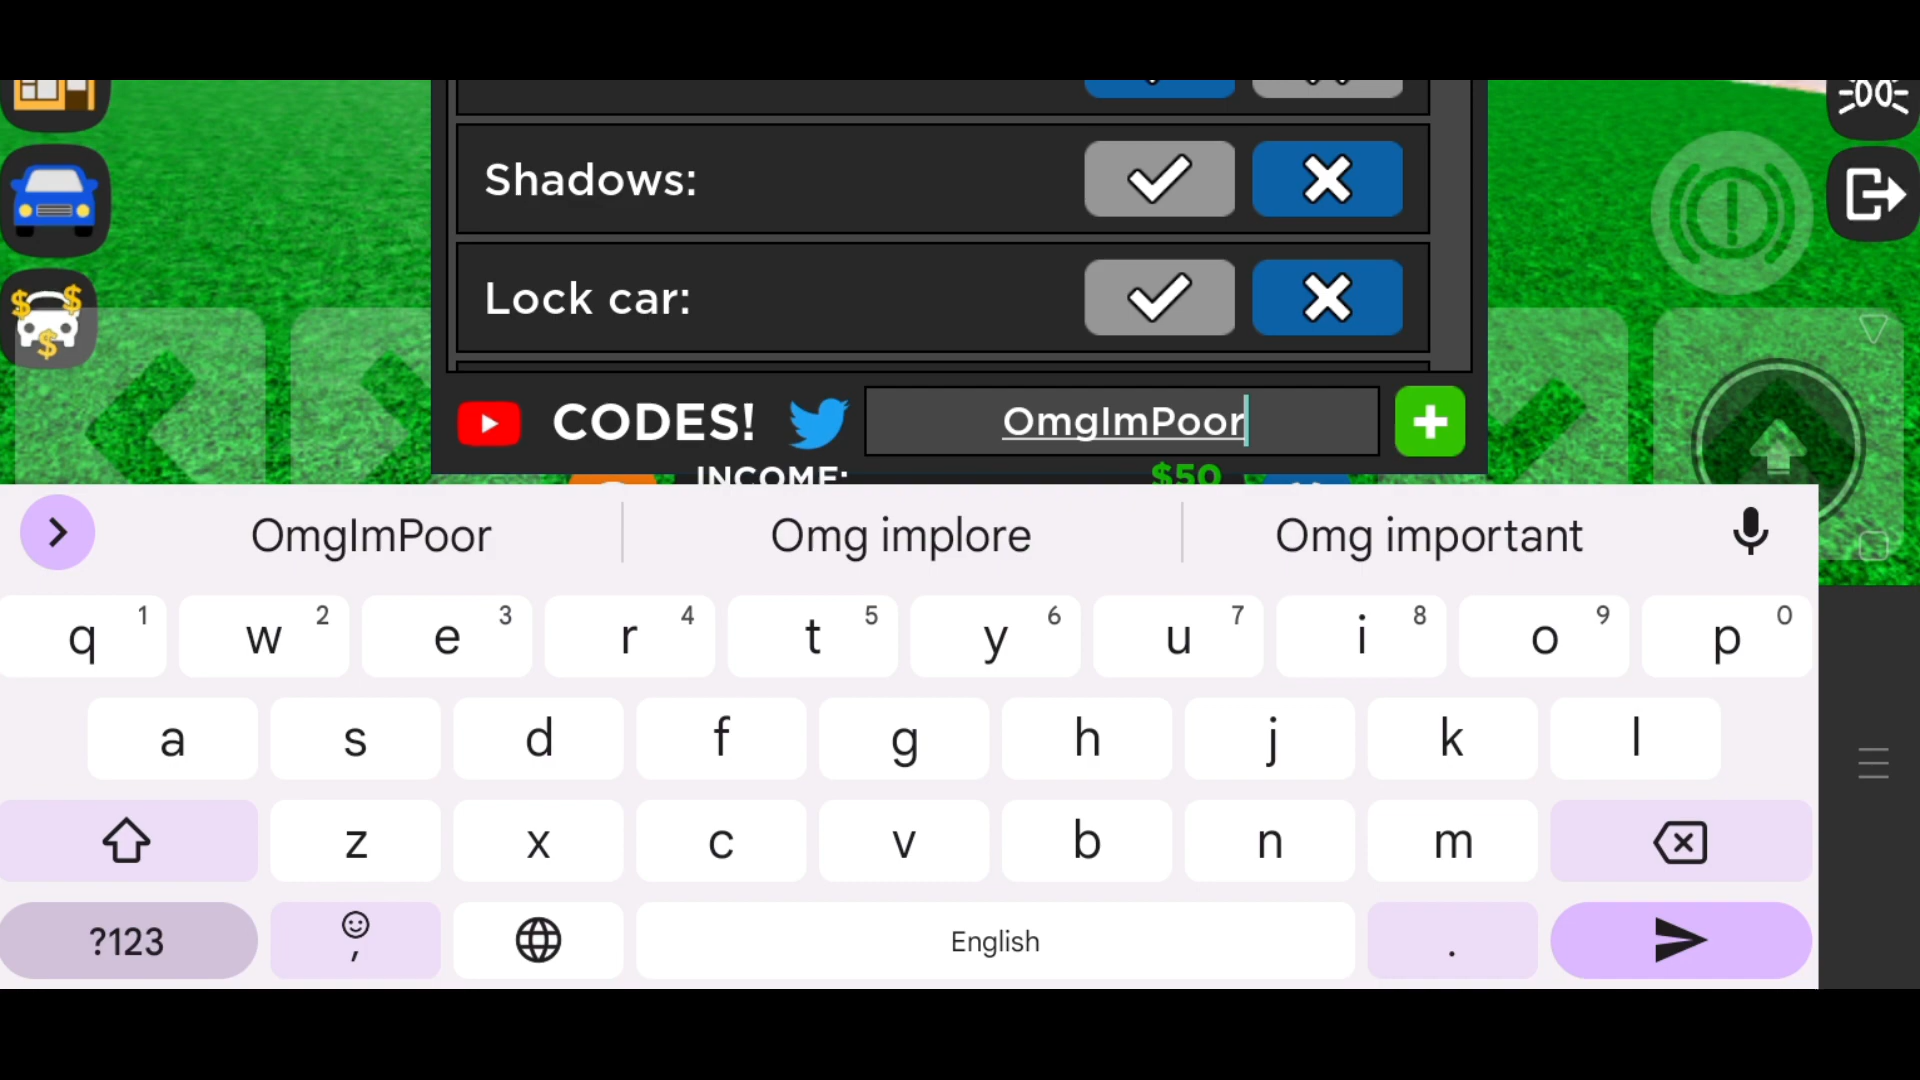 Shadows:
Lock car:
CODES! OmgImPoor
INCOME: $50
OmgImPoor Omg implore Omg important
q 1 w 2 e 3 r 4 t 5 y 6 u 7 i 8 o 9 p 0
a s d f g h j k l
z x c v b n m
?123 , English .